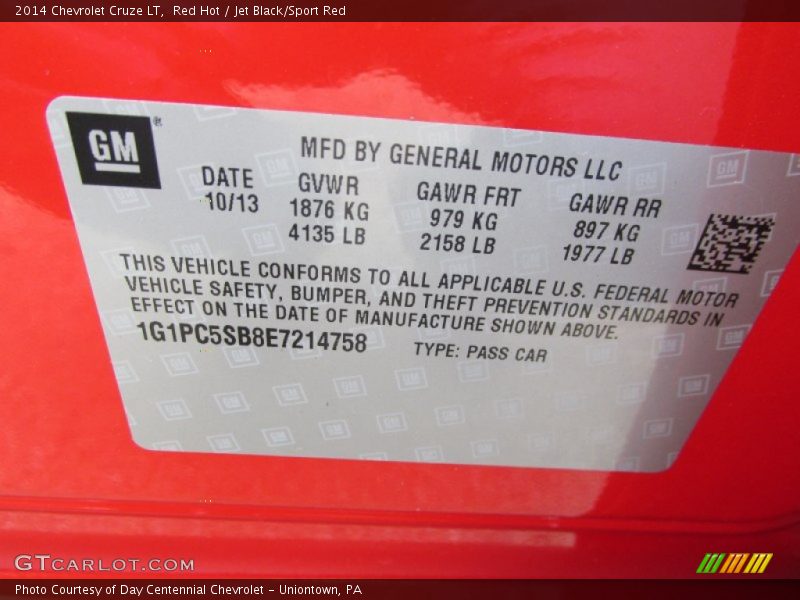 2014 Chevrolet Cruze LT,  Red Hot / Jet Black/Sport Red
GM®
MFD BY GENERAL MOTORS LLC
DATE GVWR GAWR FRT GAWR RR
10/13 1876 KG 979 KG 897 KG
4135 LB 2158 LB 1977 LB
THIS VEHICLE CONFORMS TO ALL APPLICABLE U.S. FEDERAL MOTOR
VEHICLE SAFETY, BUMPER, AND THEFT PREVENTION STANDARDS IN
EFFECT ON THE DATE OF MANUFACTURE SHOWN ABOVE.
1G1PC5SB8E7214758 TYPE: PASS CAR
GTCARLOT.COM
Photo Courtesy of Day Centennial Chevrolet - Uniontown, PA